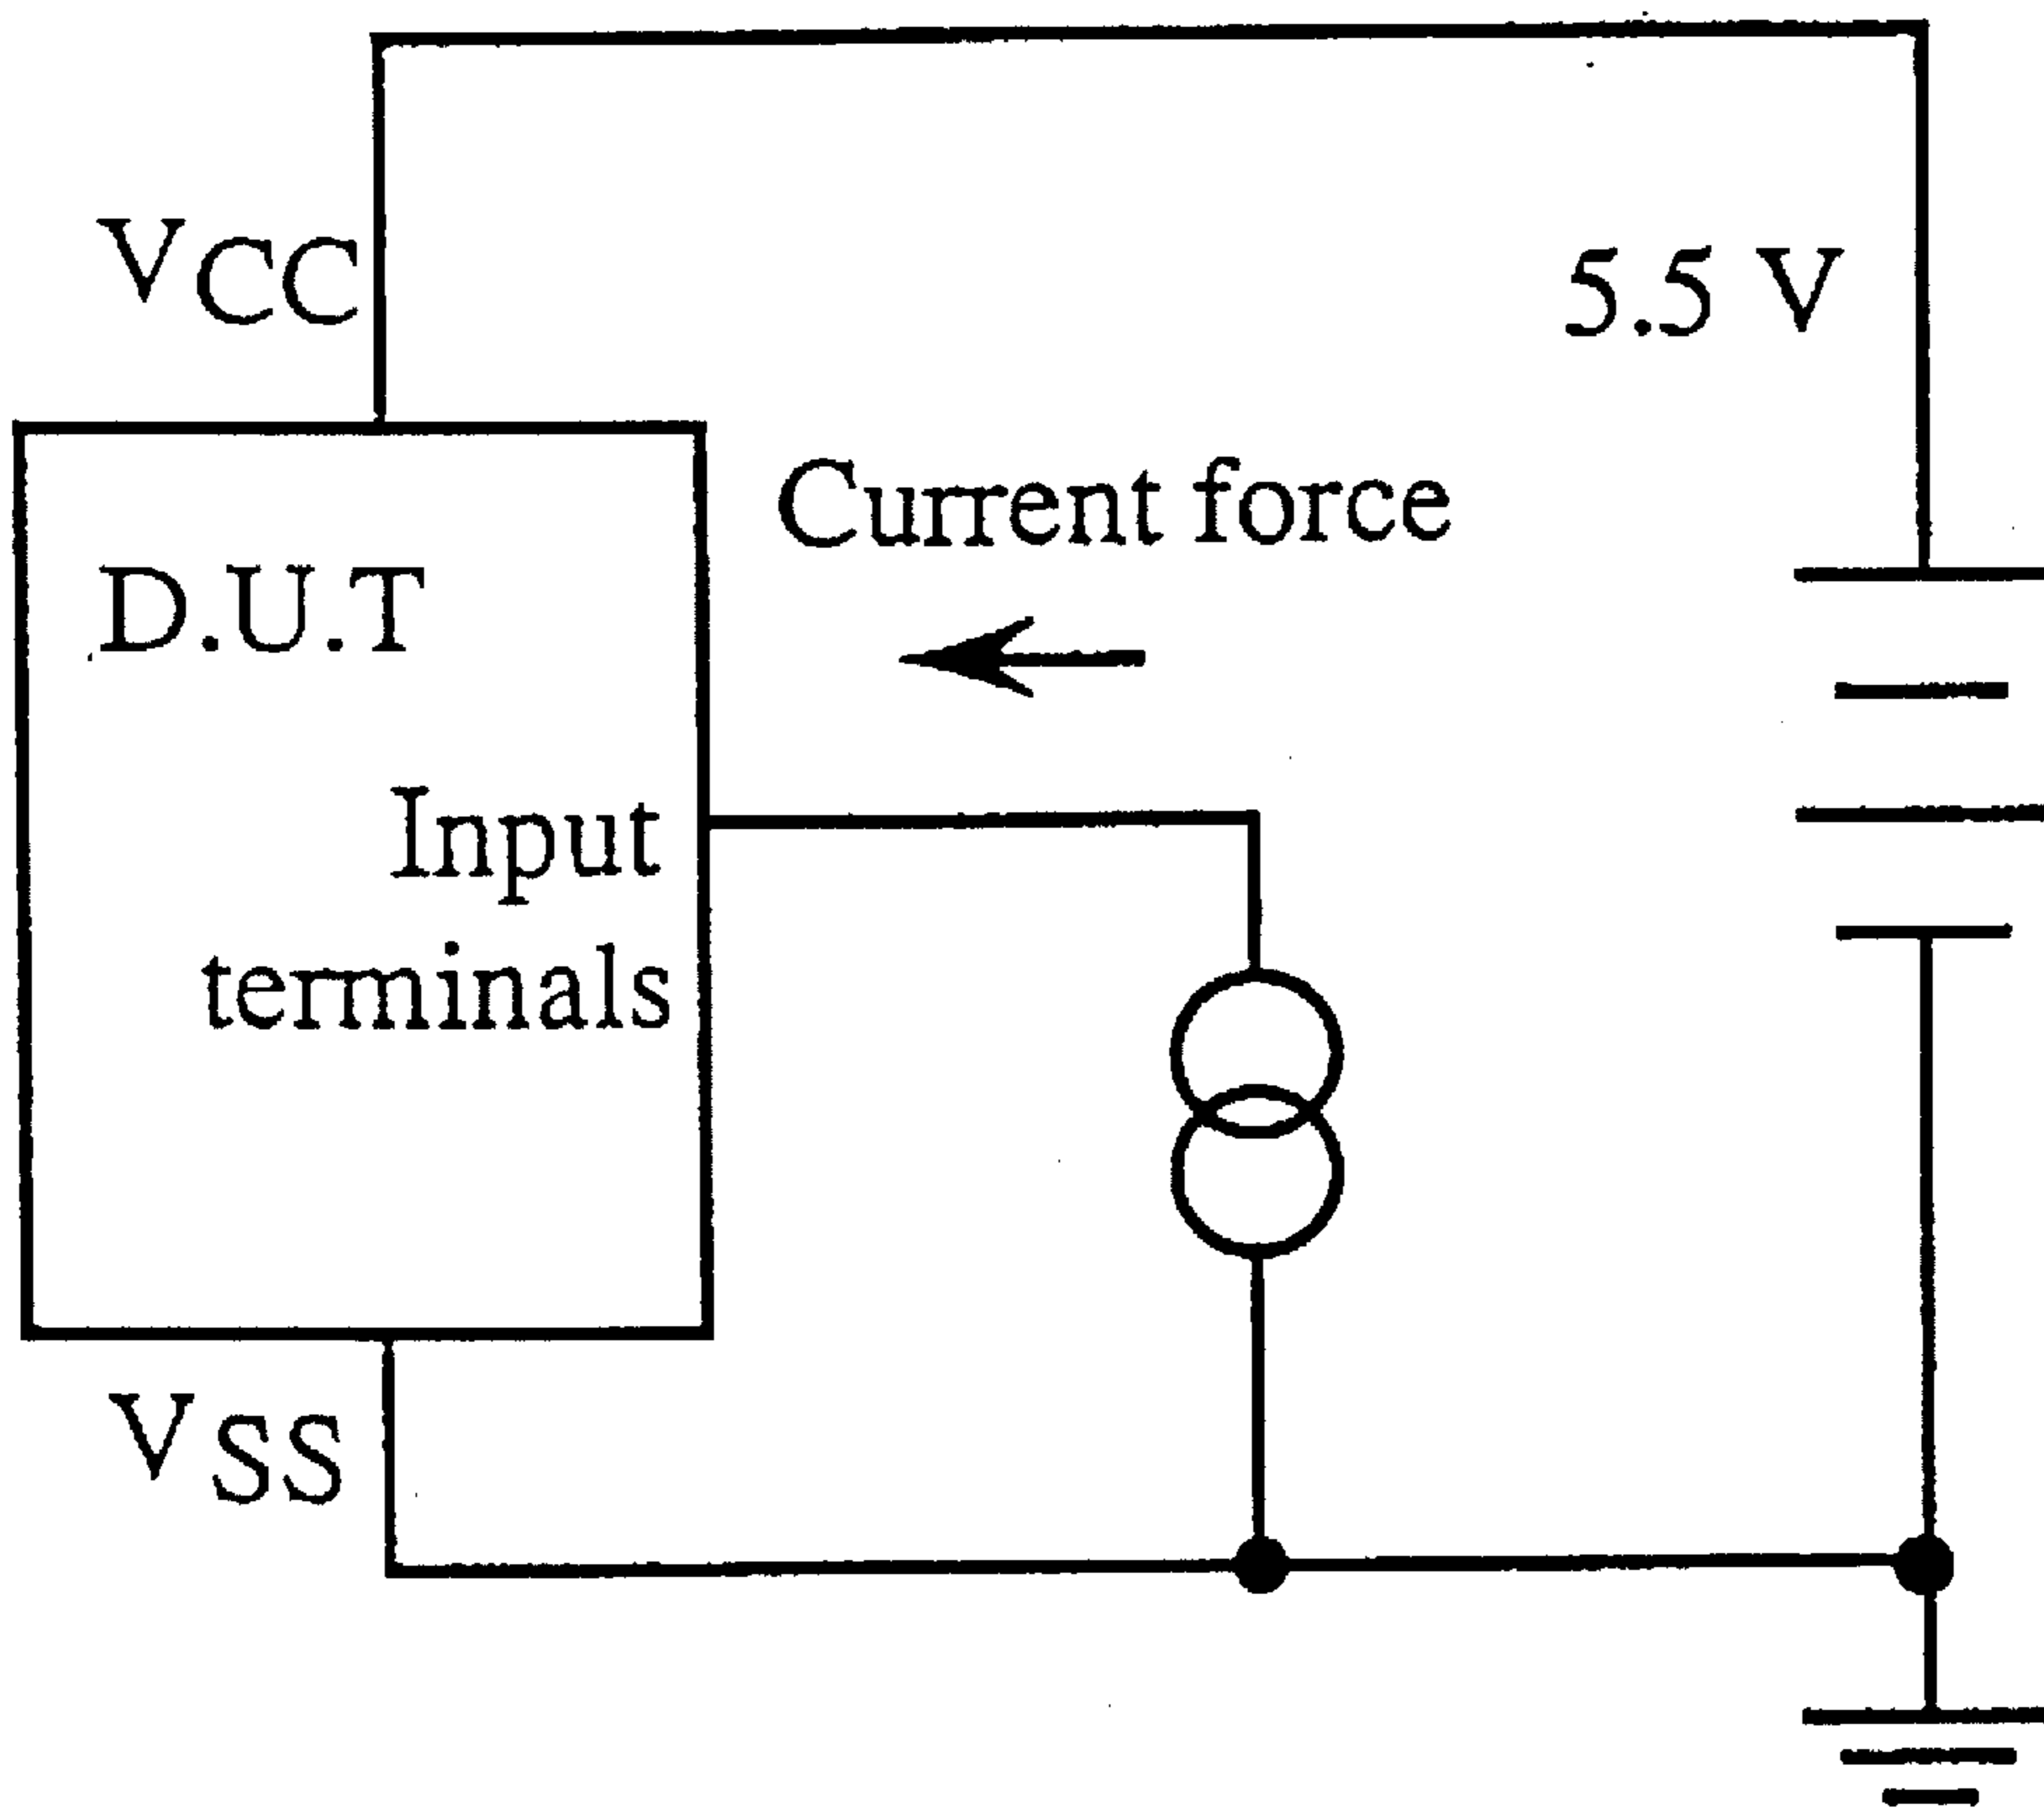 VCC
5.5 V
Current force
D.U.T
Input
terminals
VSS